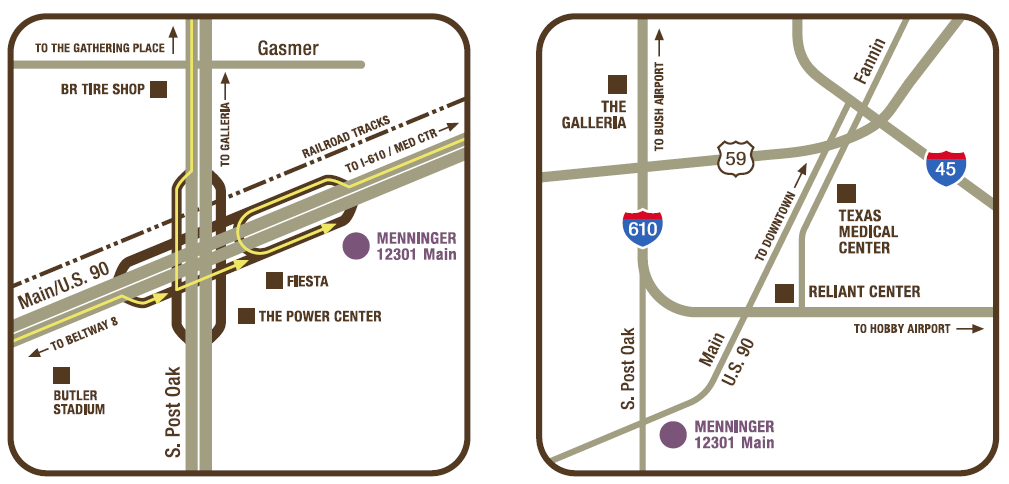 TO THE GATHERING PLACE
Gasmer
BR TIRE SHOP
TO GALLERIA
RAILROAD TRACKS
TO I-610 / MED CTR
MENNINGER
12301 Main
Main/U.S. 90
FIESTA
THE POWER CENTER
TO BELTWAY 8
BUTLER
STADIUM
S. Post Oak
TO BUSH AIRPORT
Fannin
THE
GALLERIA
59
45
610
TO DOWNTOWN
TEXAS
MEDICAL
CENTER
RELIANT CENTER
TO HOBBY AIRPORT
S. Post Oak
Main
U.S. 90
MENNINGER
12301 Main